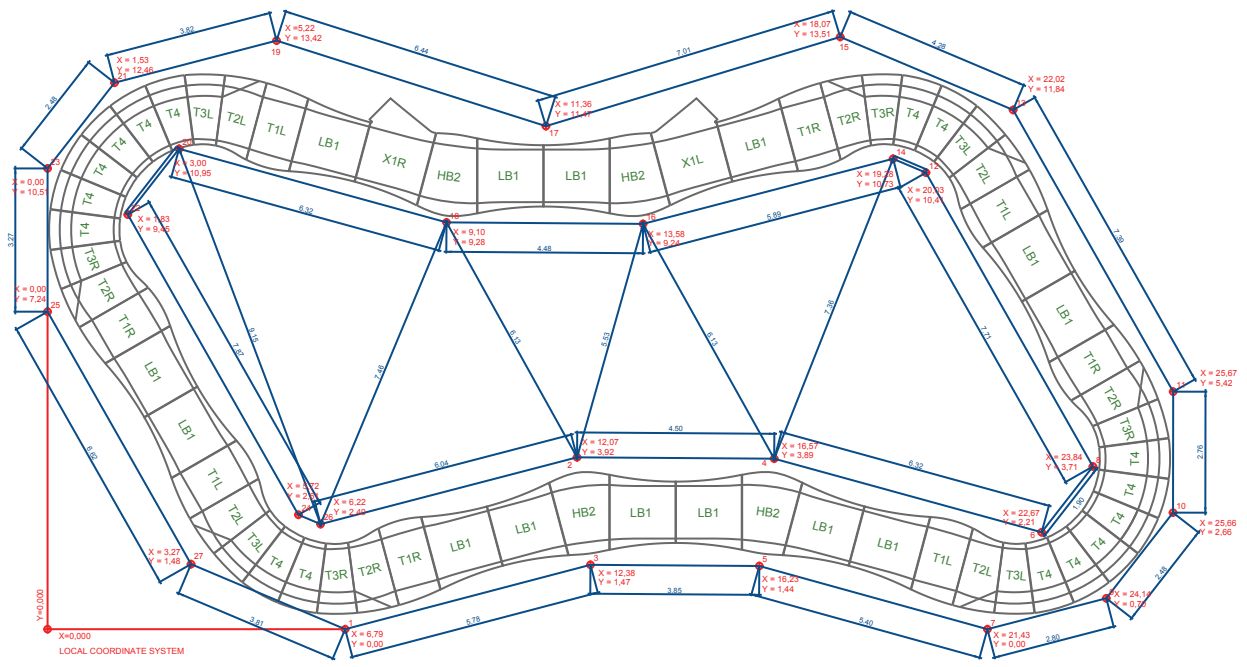 X =5,22
Y = 13,42
19
3.82
6.44
7.01
X = 18,07
Y = 13,51
15
4.28
X = 1,53
Y = 12,46
21
X = 22,02
Y = 11,84
13
2.48
X = 11,36
Y = 11,47
17
T4
T4
T4
T4
T4
T4
T3L
T2L
T1L
LB1
X1R
HB2
LB1
LB1
HB2
X1L
LB1
T1R
T2R
T3R
T4
T4
T3L
T2L
T1L
LB1
LB1
T1R
T2R
T3R
T4
T4
T4
T4
T4
T4
T3L
T2L
T1L
LB1
LB1
HB2
LB1
LB1
HB2
LB1
LB1
T1R
T2R
T3R
T4
T4
T3L
T2L
T1L
LB1
LB1
T1R
T2R
T3R
23
X = 0,00
Y = 10,51
X = 3,00
Y = 10,95
14
X = 19,28
Y = 10,73
12
X = 20,03
Y = 10,41
X = 1,83
Y = 9,45
6.32
18
X = 9,10
Y = 9,28
4.48
16
X = 13,58
Y = 9,24
5.89
7.39
3.27
X = 0,00
Y = 7,24
25
9.15
7.87
7.46
6.13
5.53
6.13
7.36
7.71
11
X = 25,67
Y = 5,42
2.76
6.62
6.04
4.50
X = 12,07
Y = 3,92
2
X = 16,57
Y = 3,89
4
6.32
X = 23,84
Y = 3,71
8
1.90
X = 22,67
Y = 2,21
6
X = 6,22
Y = 2,40
26
24
10
X = 25,66
Y = 2,66
2.48
X = 3,27
Y = 1,48
27
3
X = 12,38
Y = 1,47
5
X = 16,23
Y = 1,44
3.85
X = 24,14
Y = 0,70
3.81
5.78
5.40
2.80
1
X = 6,79
Y = 0,00
7
X = 21,43
Y = 0,00
Y=0,000
X=0,000
LOCAL COORDINATE SYSTEM